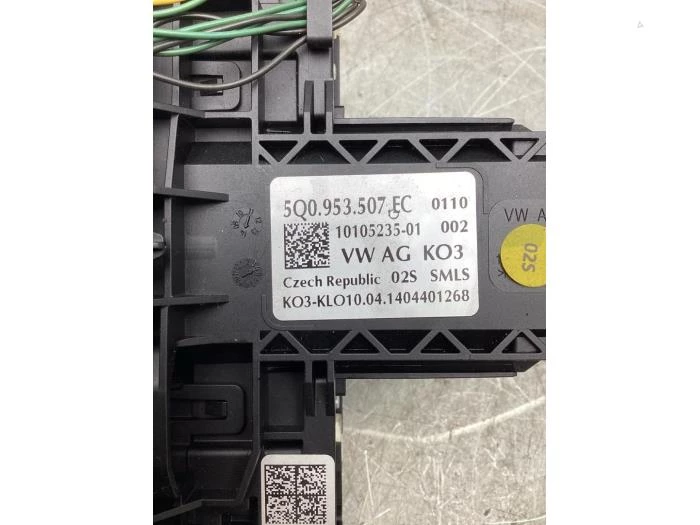 5Q0.953.507 EC 0110
10105235-01 002
VW AG KO3
Czech Republic 02S SMLS
KO3-KLO10.04.1404401268
VW A
02S